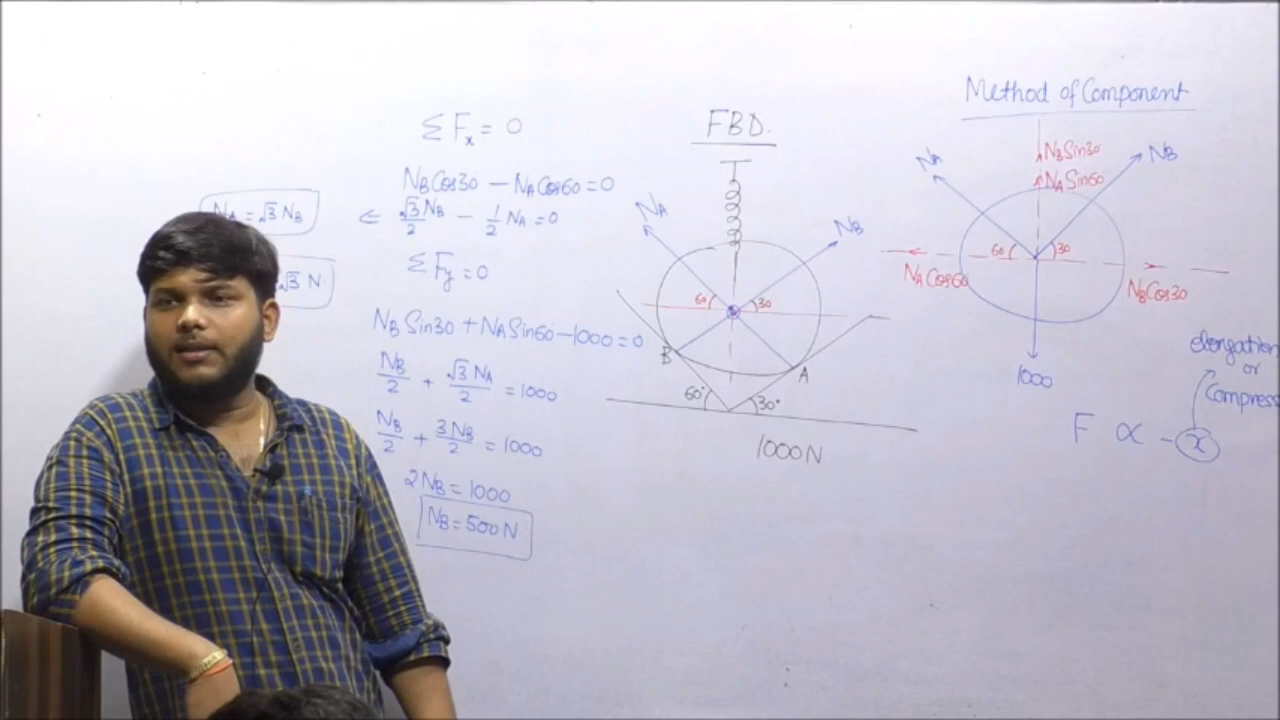 ΣFx = 0
NB Cos30 − NA Cos60 = 0
NA = √3 NB ⇐ √3/2 NB − 1/2 NA = 0
ΣFy = 0
√3 N
NB Sin30 + NA Sin60 − 1000 = 0
NB/2 + √3 NA/2 = 1000
NB/2 + 3NB/2 = 1000
2NB = 1000
NB = 500N
FBD.
NA
NB
60
30
B
A
60°
30°
1000N
Method of Component
NA
NB Sin30
NB
NA Sin60
60
30
NA Cos60
NB Cos30
1000
elongation
or
Compress
F ∝ -x